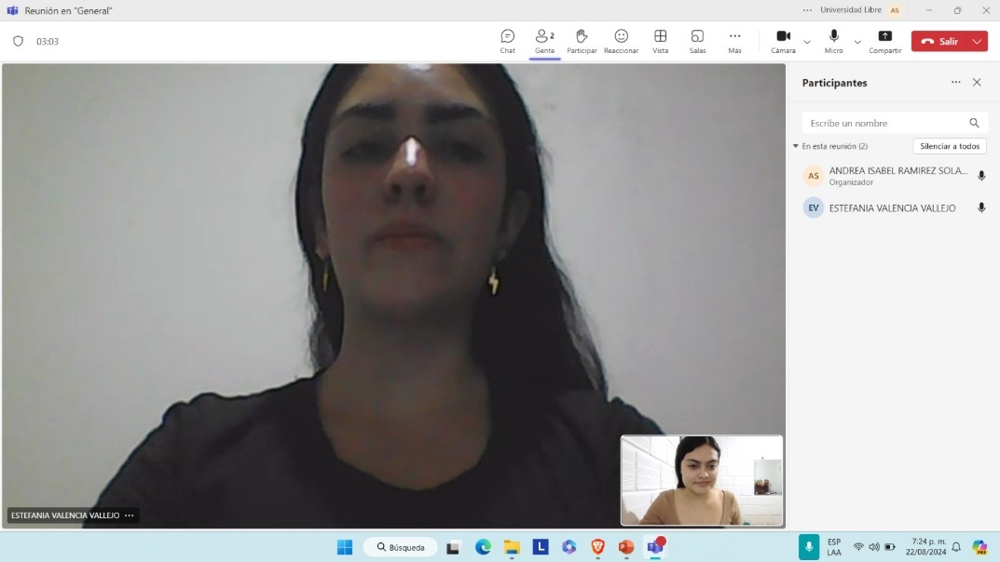 Reunión en "General"
Universidad Libre AS
03:03
Chat
2
Gente
Participar
Reaccionar
Vista
Salas
Más
Cámara
Micro
Compartir
Salir
Participantes
Escribe un nombre
En esta reunión (2)
Silenciar a todos
AS ANDREA ISABEL RAMIREZ SOLA...
Organizador
EV ESTEFANIA VALENCIA VALLEJO
ESTEFANIA VALENCIA VALLEJO
Búsqueda
L
ESP
LAA
7:24 p. m.
22/08/2024